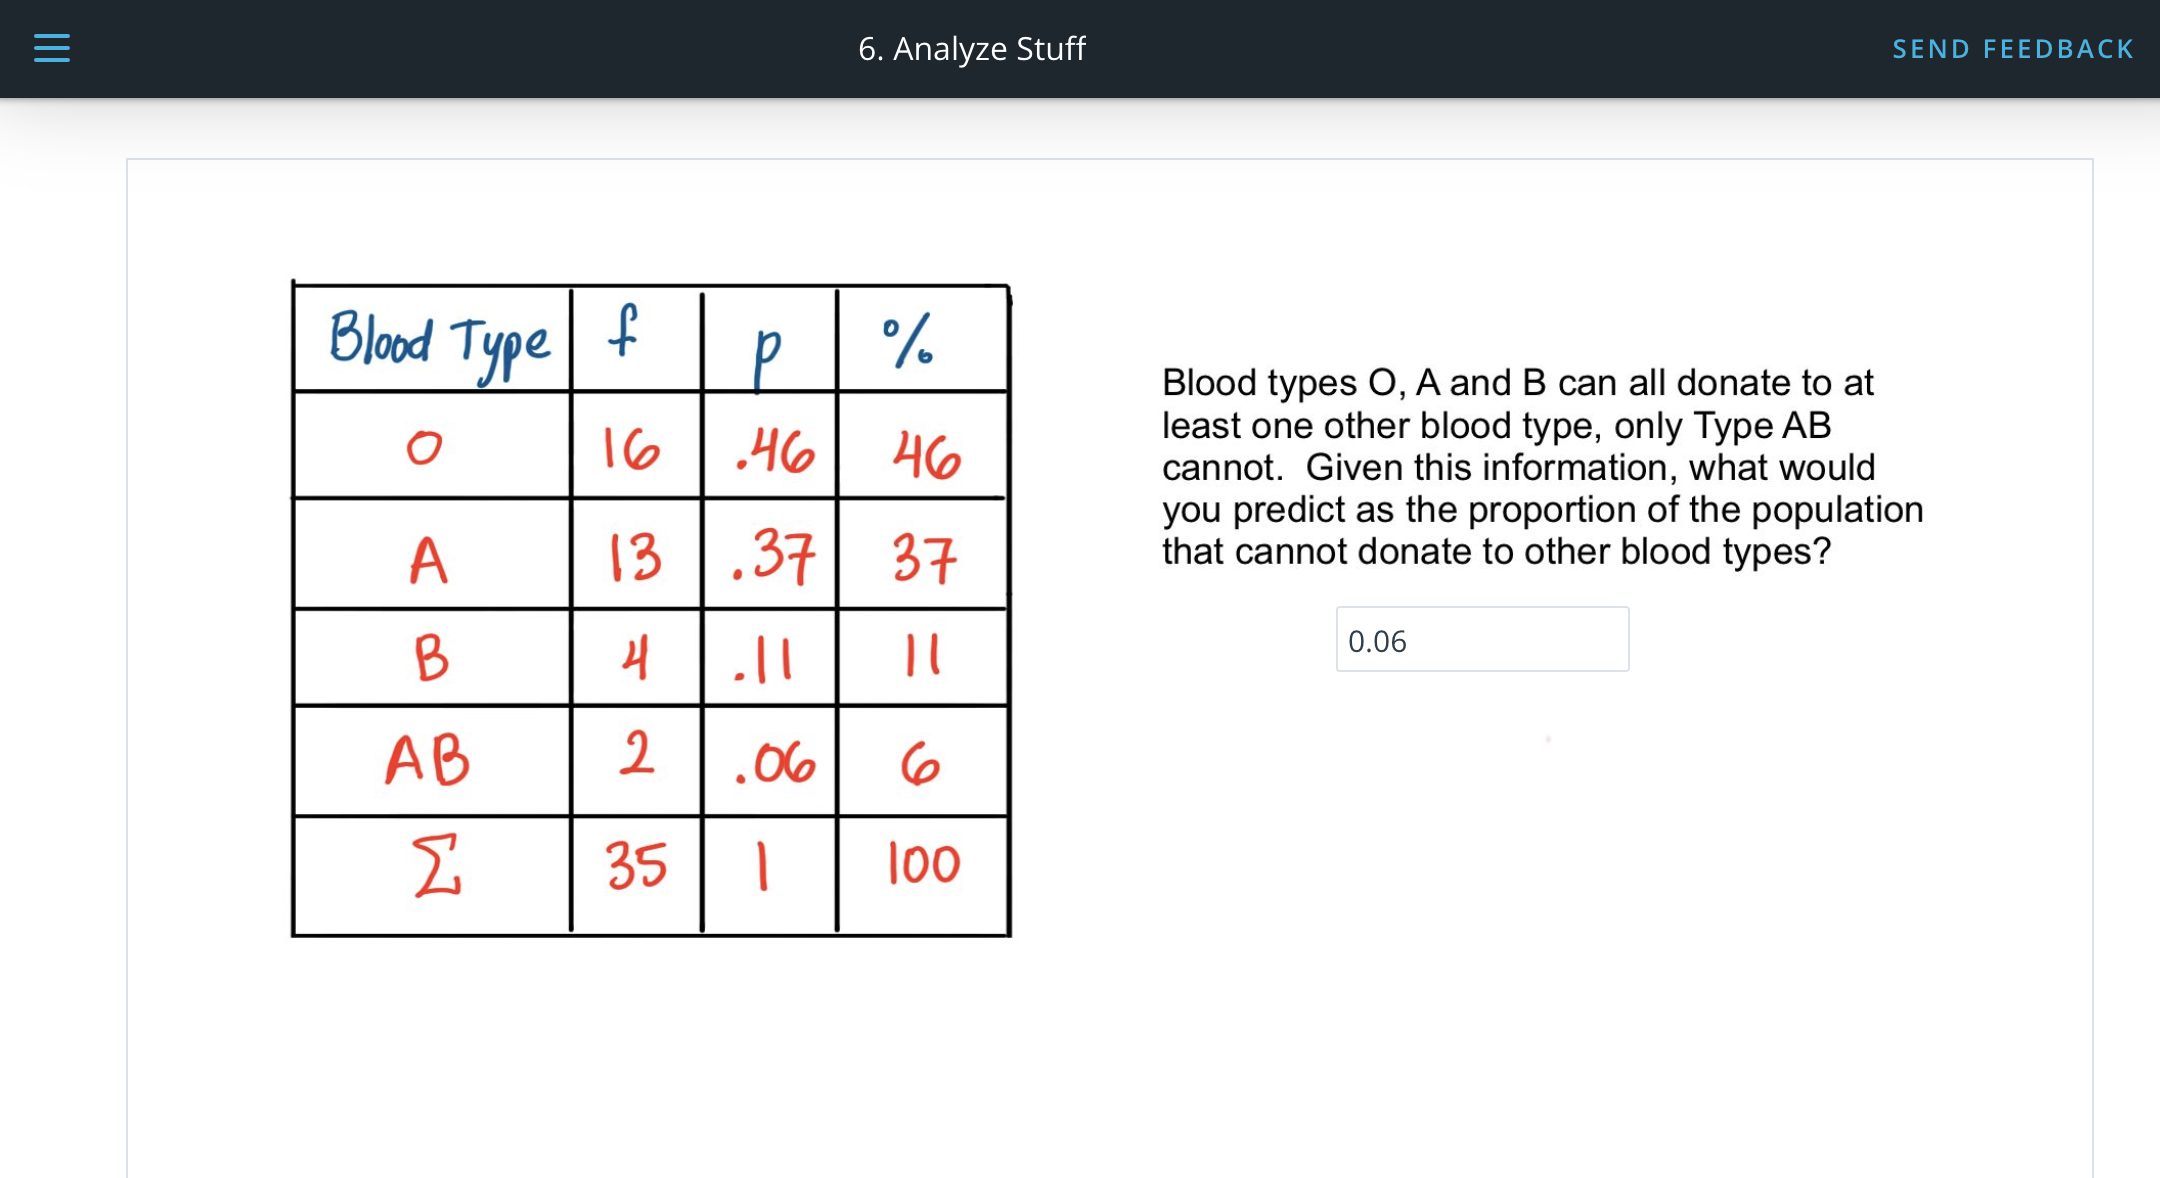 6. Analyze Stuff
SEND FEEDBACK
Blood Type f p %
O 16 .46 46
A 13 .37 37
B 4 .11 11
AB 2 .06 6
Σ 35 1 100
Blood types O, A and B can all donate to at
least one other blood type, only Type AB
cannot.  Given this information, what would
you predict as the proportion of the population
that cannot donate to other blood types?
0.06